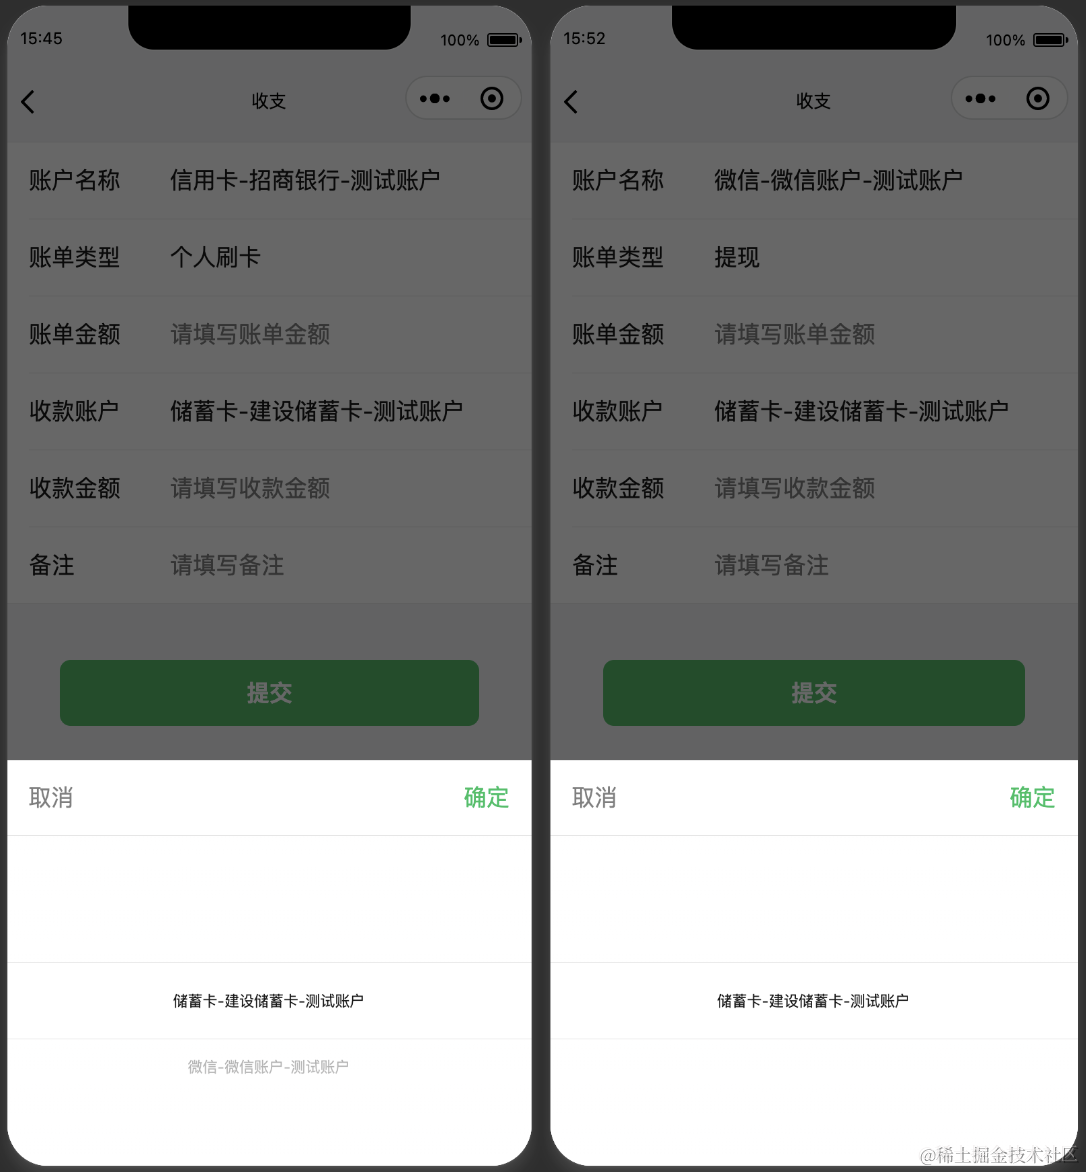 15:45
100%
收支
账户名称 信用卡-招商银行-测试账户
账单类型 个人刷卡
账单金额 请填写账单金额
收款账户 储蓄卡-建设储蓄卡-测试账户
收款金额 请填写收款金额
备注 请填写备注
提交
取消 确定
储蓄卡-建设储蓄卡-测试账户
微信-微信账户-测试账户
15:52
100%
收支
账户名称 微信-微信账户-测试账户
账单类型 提现
账单金额 请填写账单金额
收款账户 储蓄卡-建设储蓄卡-测试账户
收款金额 请填写收款金额
备注 请填写备注
提交
取消 确定
储蓄卡-建设储蓄卡-测试账户
@稀土掘金技术社区